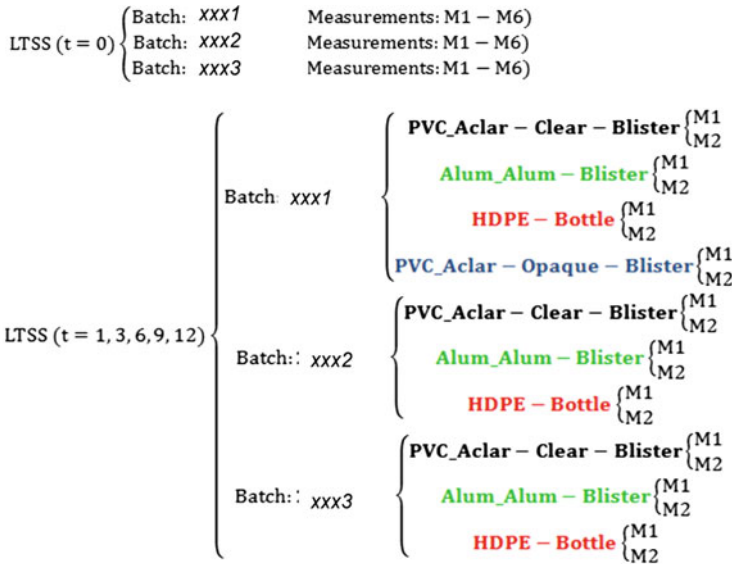 LTSS (t = 0) { Batch: xxx1 Measurements: M1 − M6)
Batch: xxx2 Measurements: M1 − M6)
Batch: xxx3 Measurements: M1 − M6)
PVC_Aclar − Clear − Blister {M1
M2
Alum_Alum − Blister {M1
M2
Batch: xxx1
HDPE − Bottle {M1
M2
PVC_Aclar − Opaque − Blister {M1
M2
PVC_Aclar − Clear − Blister {M1
M2
LTSS (t = 1, 3, 6, 9, 12)
Batch:: xxx2
Alum_Alum − Blister {M1
M2
HDPE − Bottle {M1
M2
PVC_Aclar − Clear − Blister {M1
M2
Batch:: xxx3
Alum_Alum − Blister {M1
M2
HDPE − Bottle {M1
M2